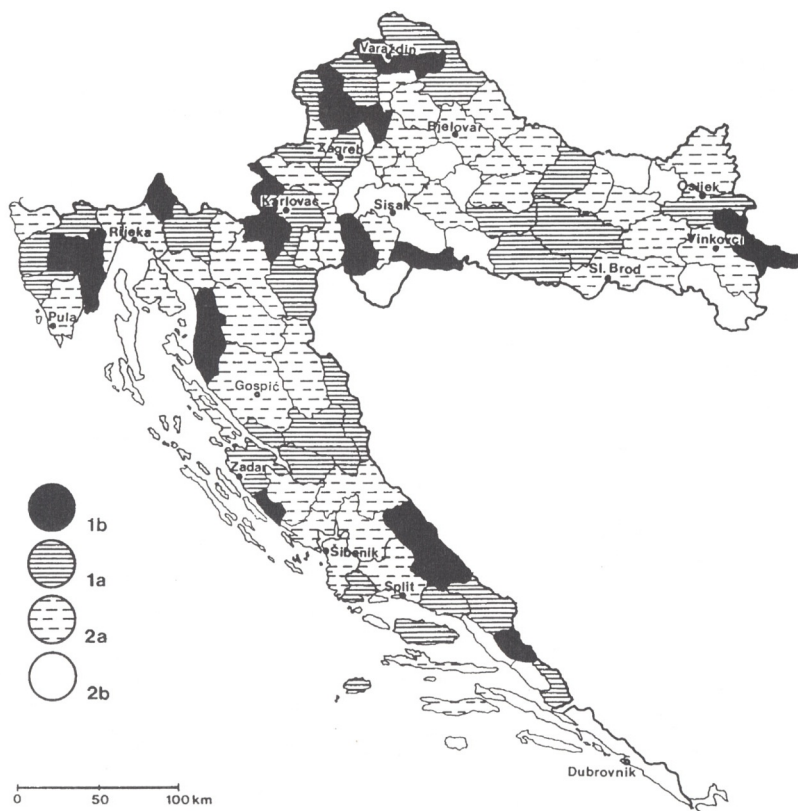 Varaždin
Bjelovar
Zagreb
Osijek
Karlovac
Sisak
Rijeka
Vinkovci
Sl. Brod
Pula
Gospić
Zadar
1b
1a
Šibenik
Split
2a
2b
Dubrovnik
0 50 100 km